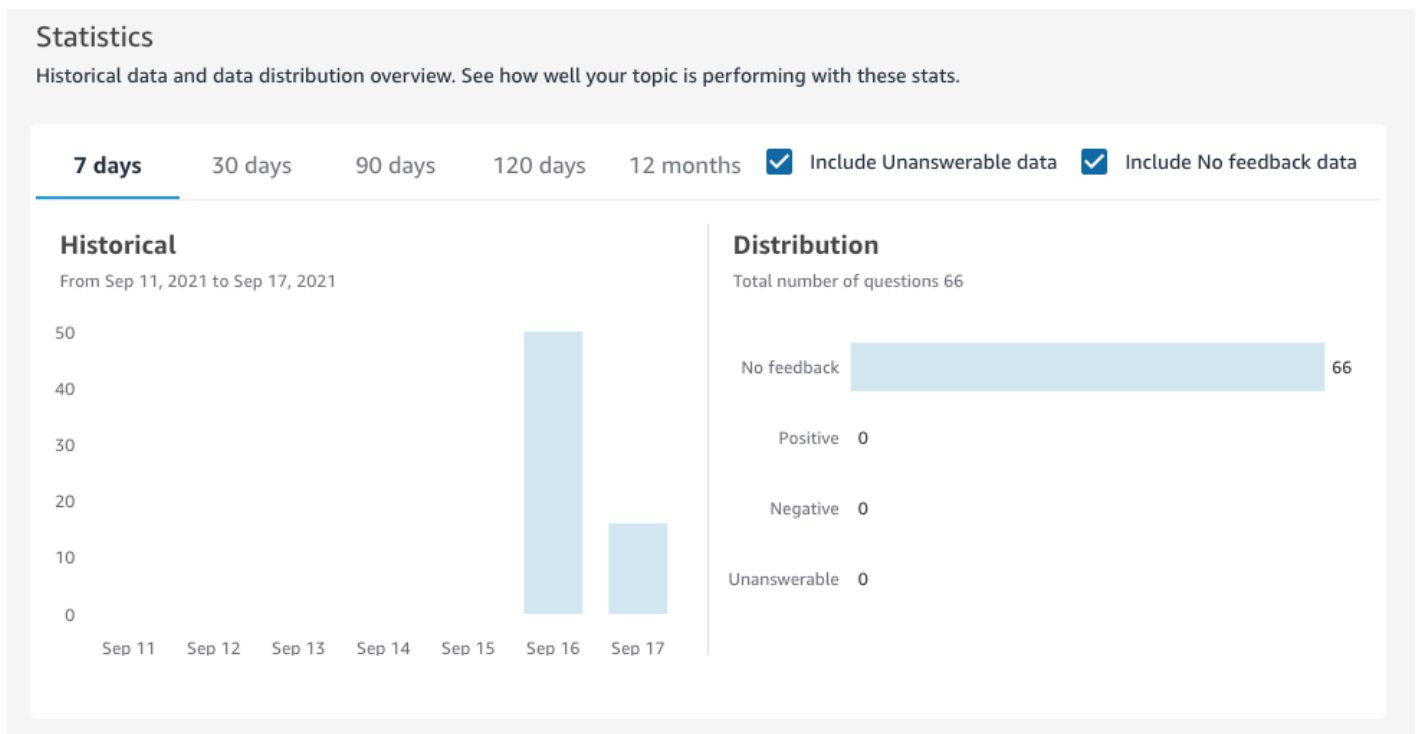 Statistics
Historical data and data distribution overview. See how well your topic is performing with these stats.
7 days 30 days 90 days 120 days 12 months Include Unanswerable data Include No feedback data
Historical
From Sep 11, 2021 to Sep 17, 2021
50
40
30
20
10
0
Sep 11 Sep 12 Sep 13 Sep 14 Sep 15 Sep 16 Sep 17
Distribution
Total number of questions 66
No feedback 66
Positive 0
Negative 0
Unanswerable 0